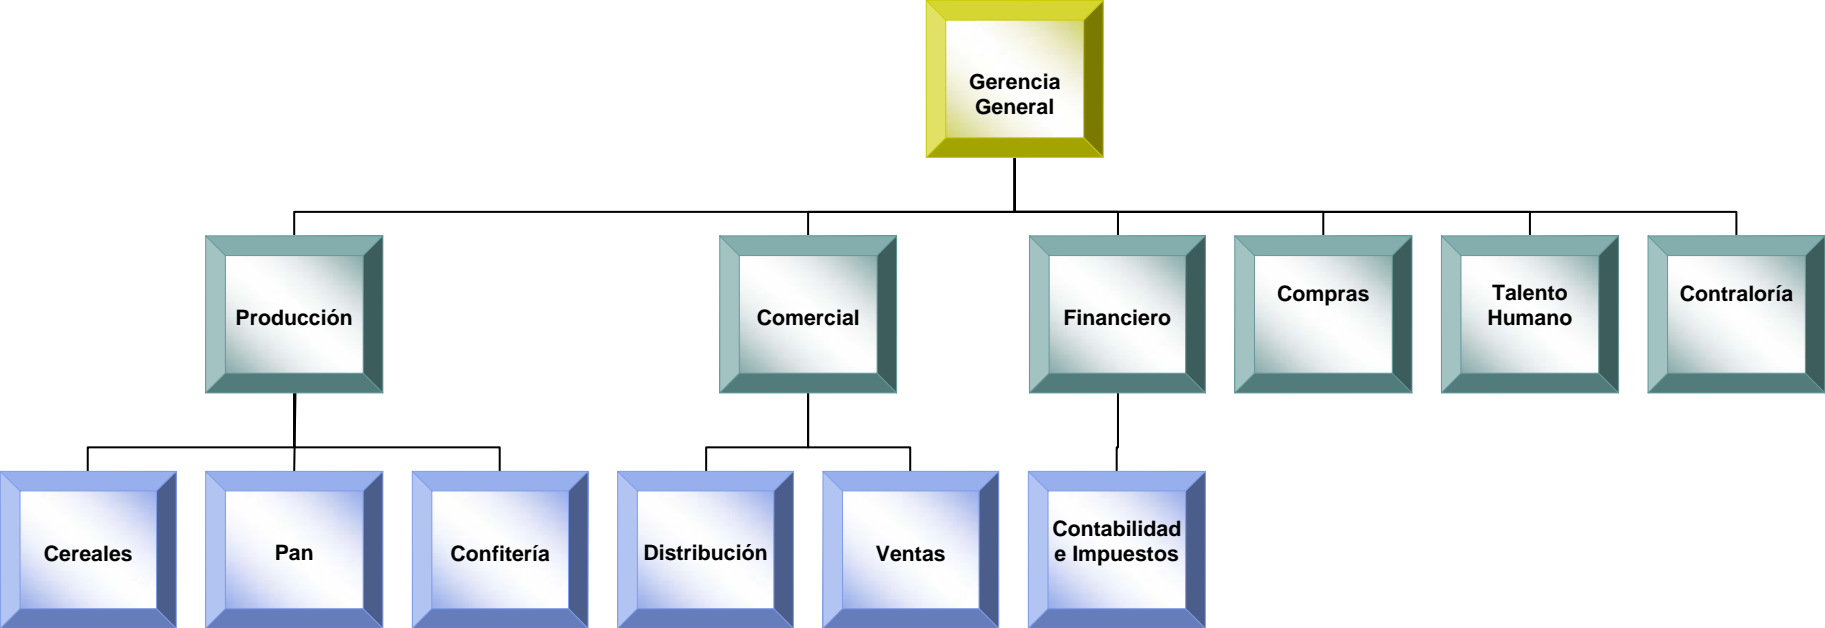 Gerencia
General
Producción
Comercial
Financiero
Compras
Talento
Humano
Contraloría
Cereales
Pan
Confitería
Distribución
Ventas
Contabilidad
e Impuestos